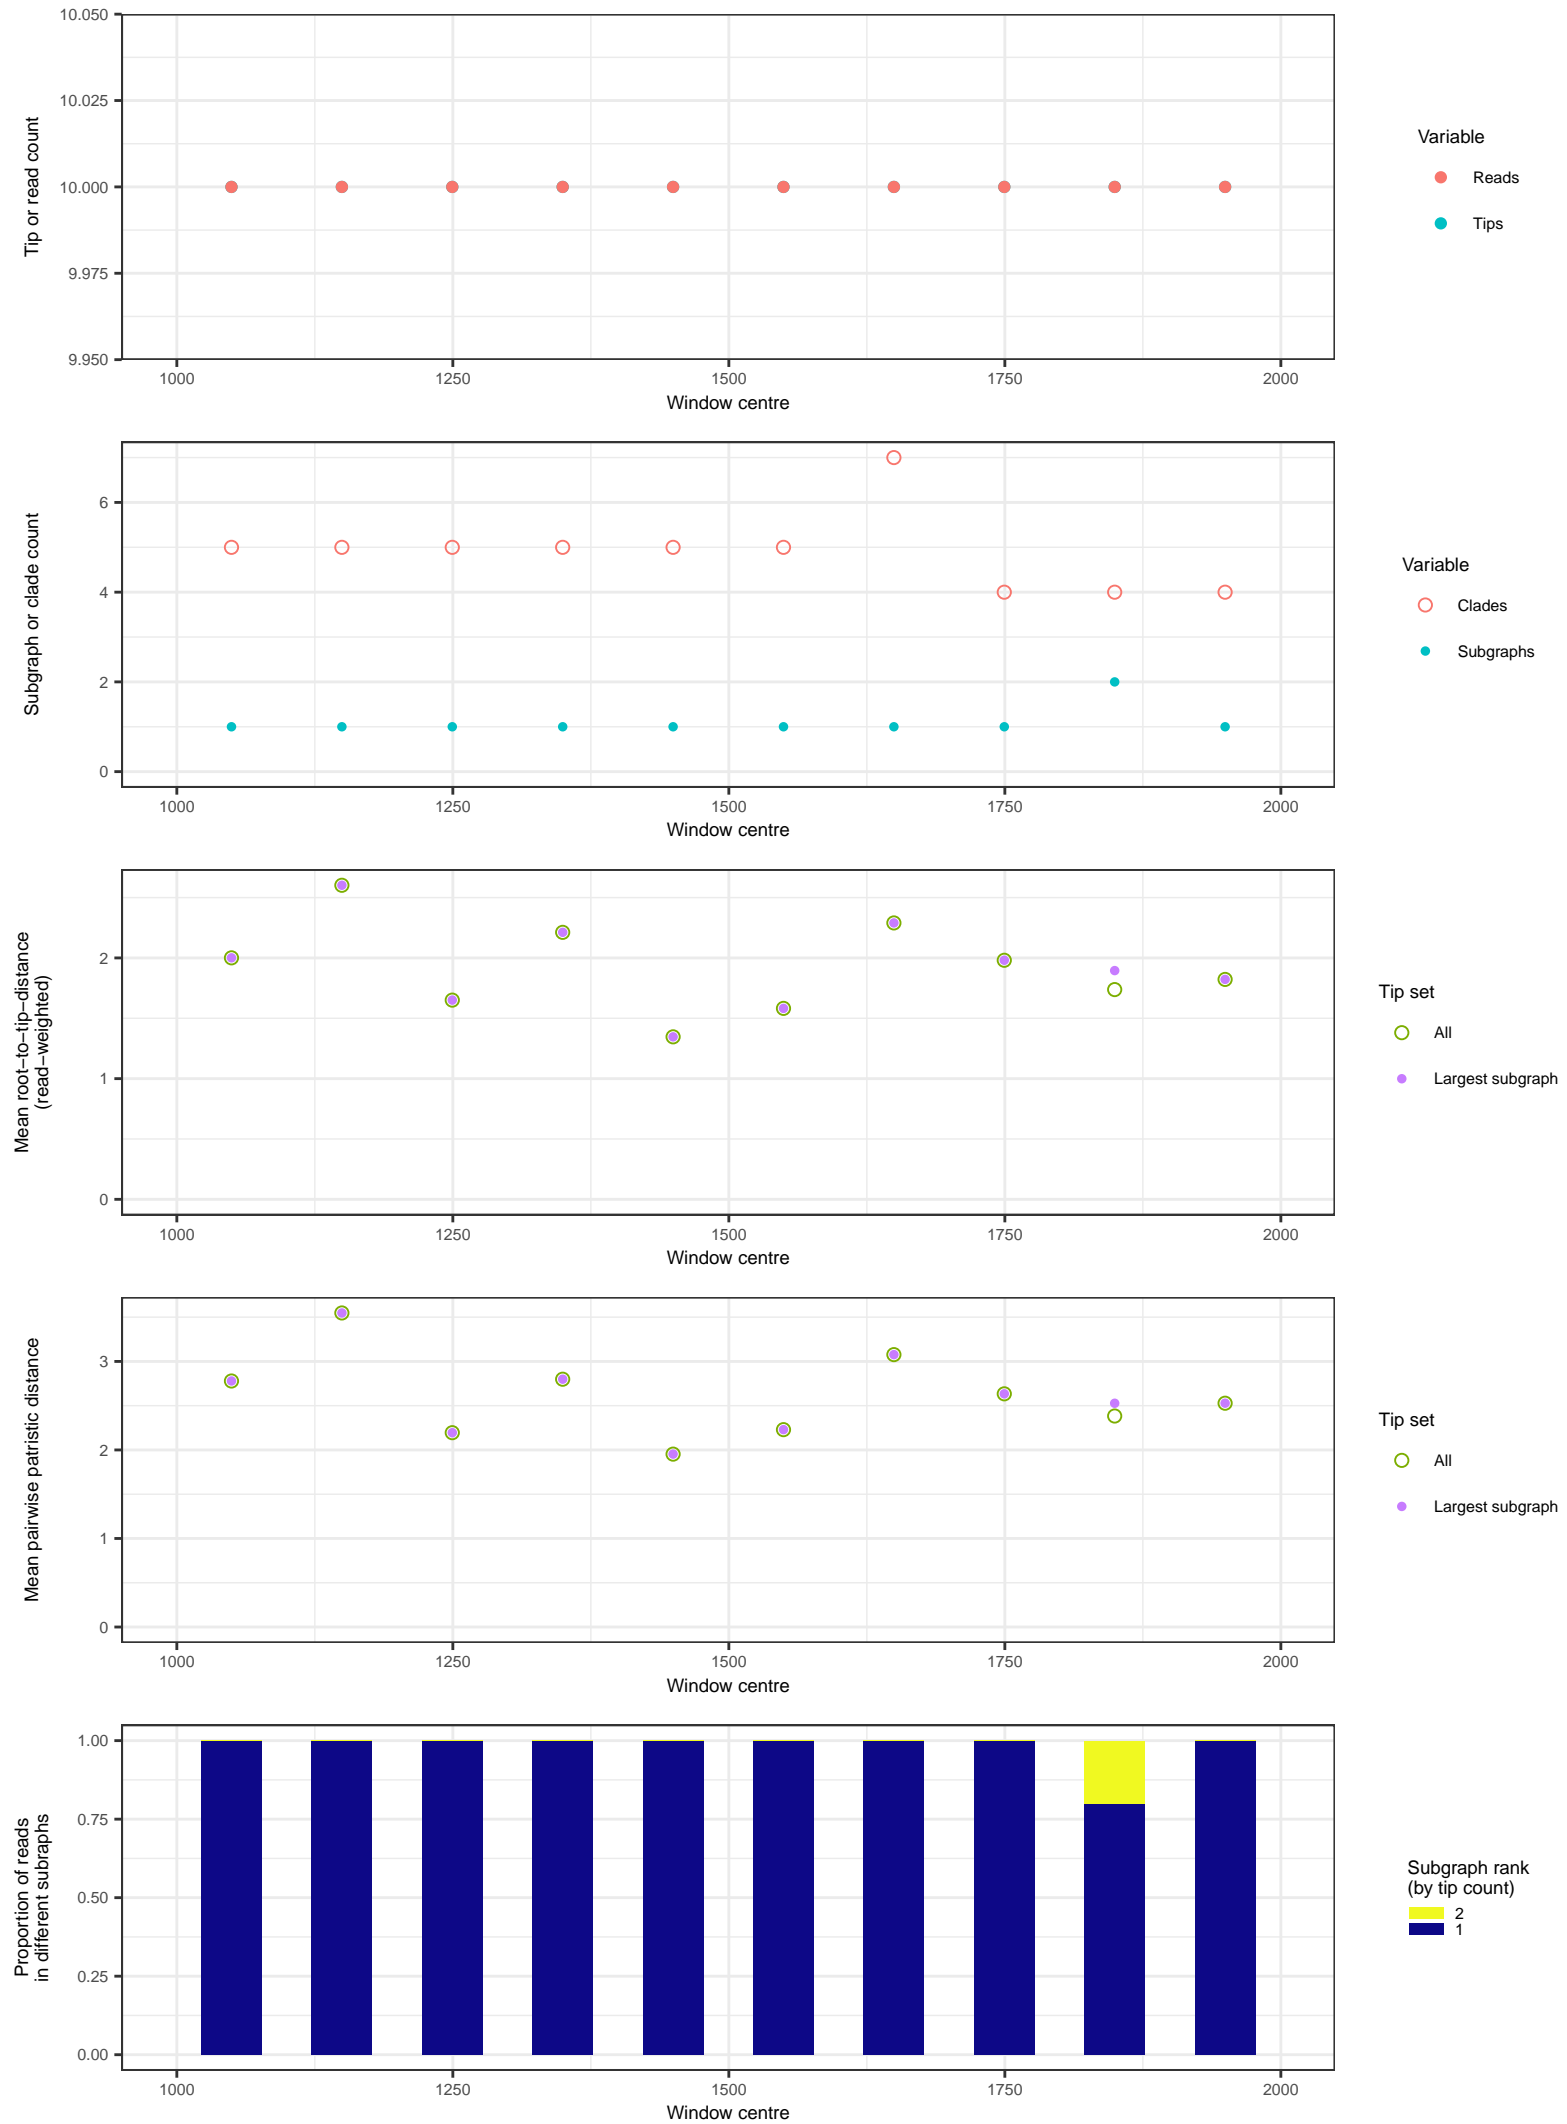 10.050
10.025
10.000
9.975
9.950
Tip or read count
1000
1250
1500
1750
2000
Window centre
Variable
Reads
Tips
6
4
2
0
Subgraph or clade count
1000
1250
1500
1750
2000
Window centre
Variable
Clades
Subgraphs
2
1
0
Mean root−to−tip−distance
(read−weighted)
1000
1250
1500
1750
2000
Window centre
Tip set
All
Largest subgraph
3
2
1
0
Mean pairwise patristic distance
1000
1250
1500
1750
2000
Window centre
Tip set
All
Largest subgraph
1.00
0.75
0.50
0.25
0.00
Proportion of reads
in different subraphs
1000
1250
1500
1750
2000
Window centre
Subgraph rank
(by tip count)
2
1